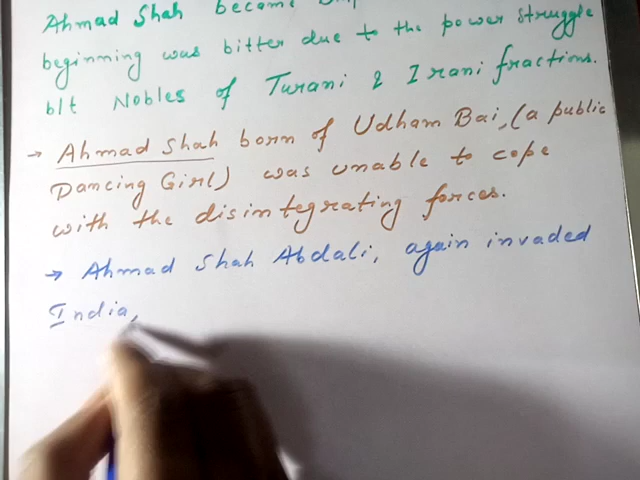 Ahmad Shah became
beginning was bitter due to the power struggle
b/t Nobles of Turani & Irani fractions.
→ Ahmad Shah born of Udham Bai, (a public
Dancing Girl) was unable to cope
with the disintegrating forces.
→ Ahmad Shah Abdali, again invaded
India,